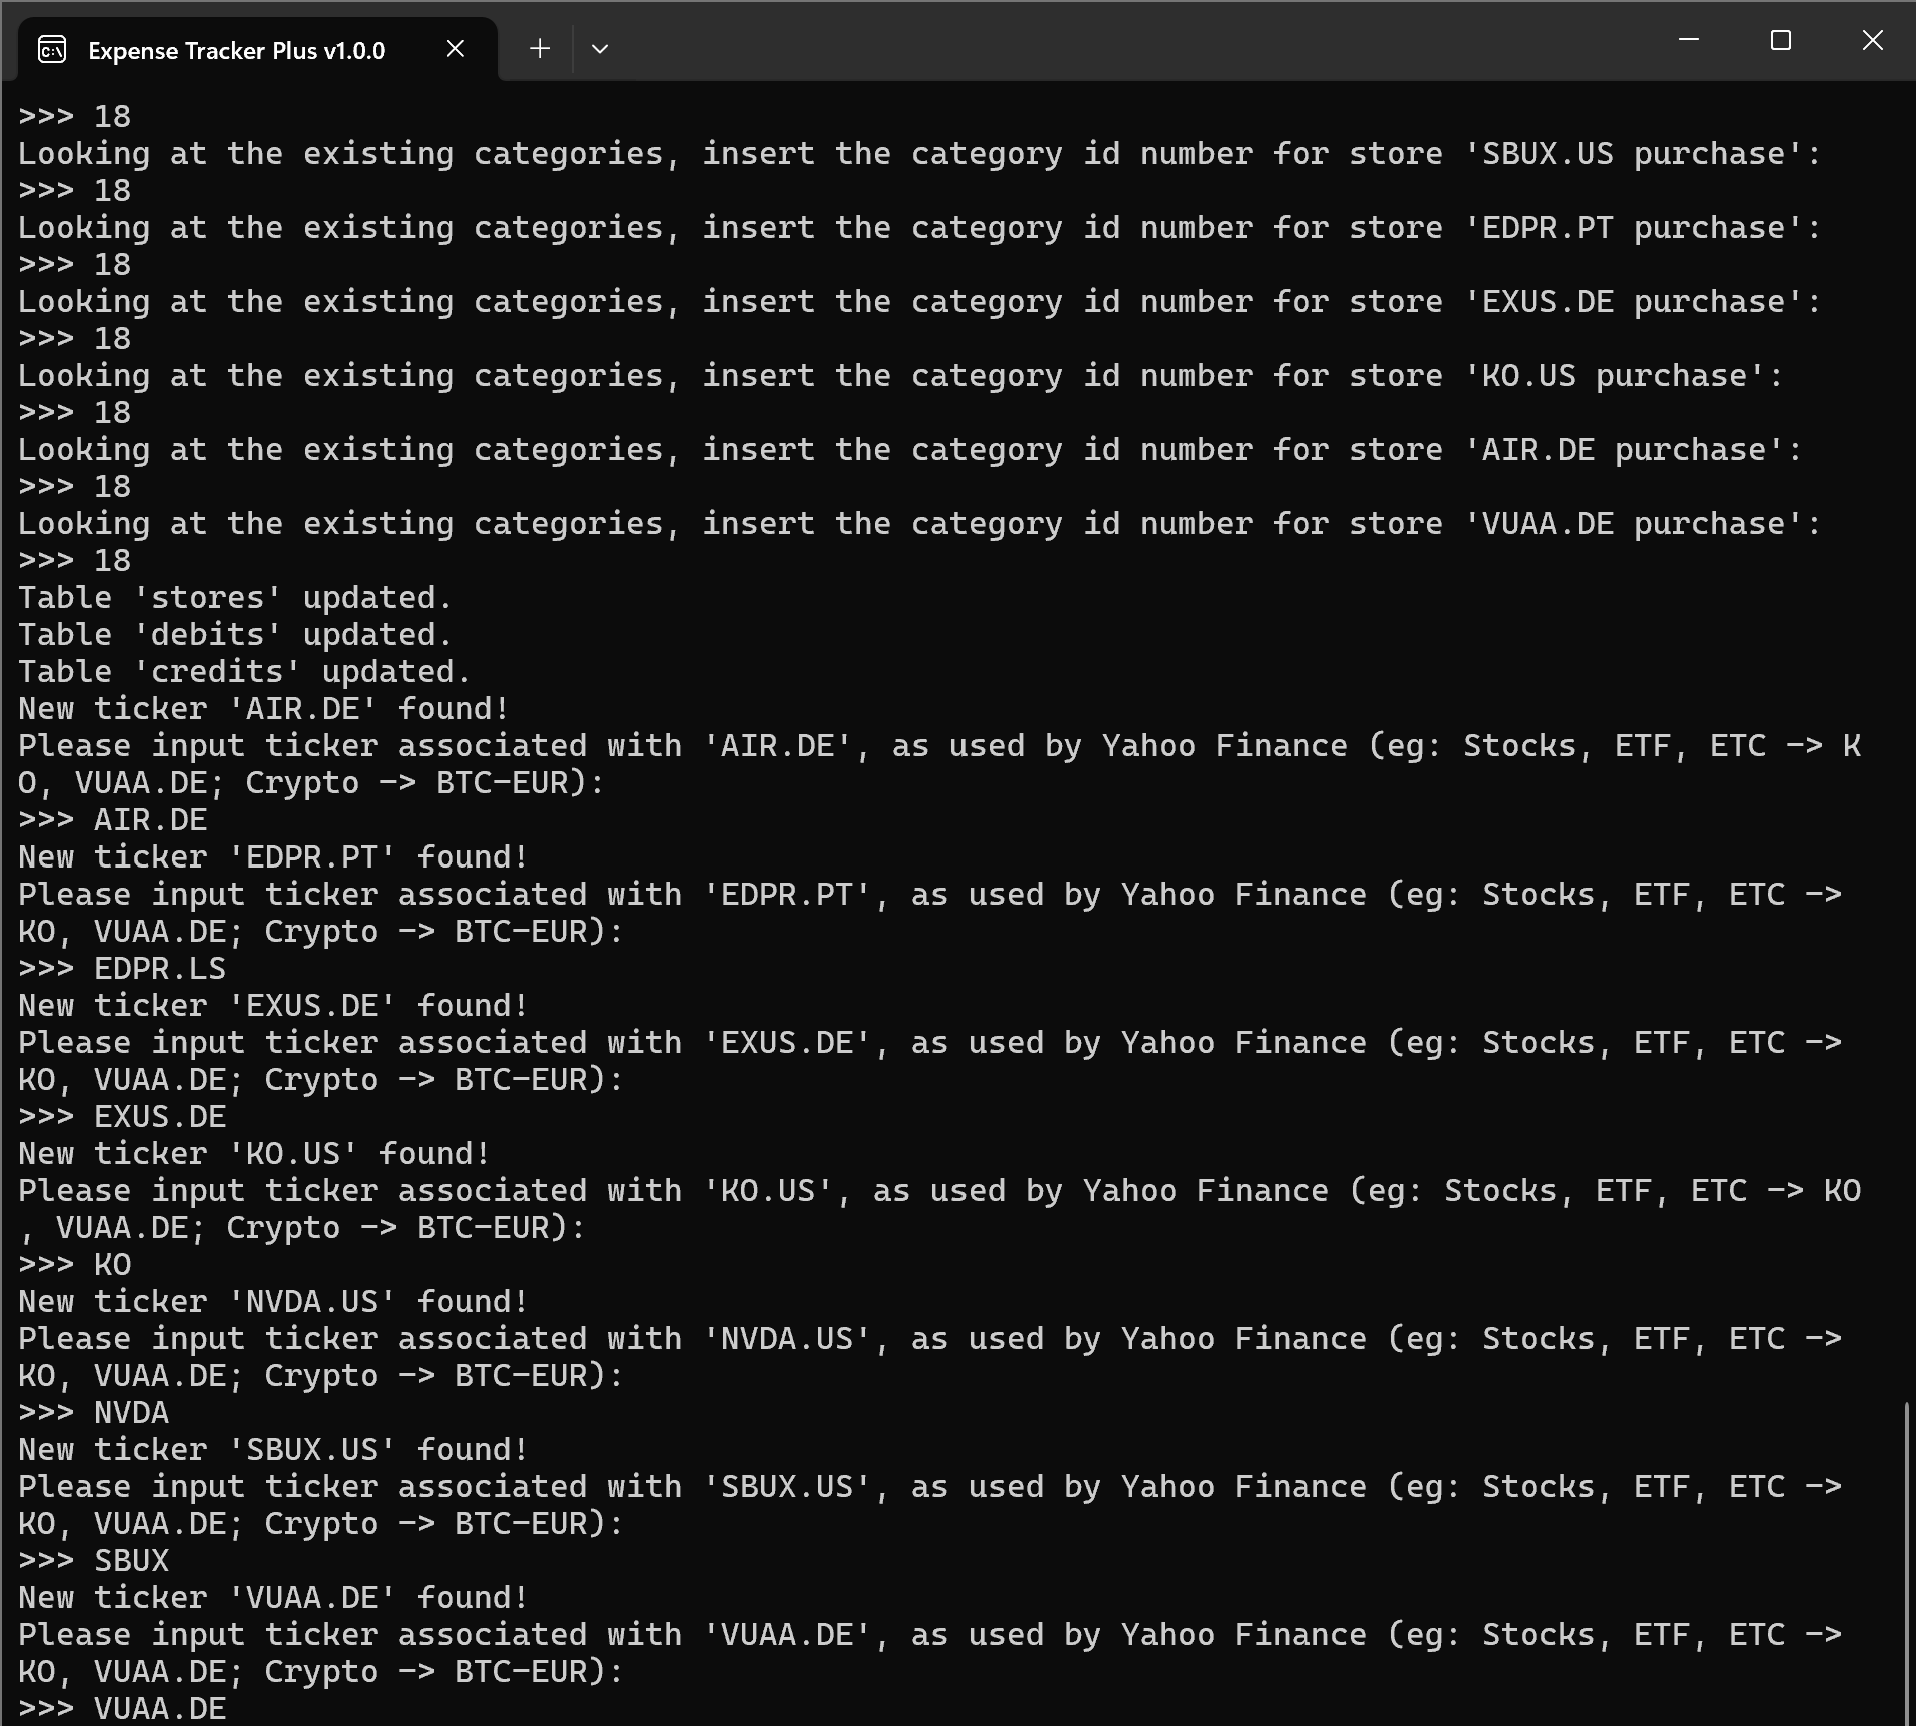 Expense Tracker Plus v1.0.0
>>> 18
Looking at the existing categories, insert the category id number for store 'SBUX.US purchase':
>>> 18
Looking at the existing categories, insert the category id number for store 'EDPR.PT purchase':
>>> 18
Looking at the existing categories, insert the category id number for store 'EXUS.DE purchase':
>>> 18
Looking at the existing categories, insert the category id number for store 'KO.US purchase':
>>> 18
Looking at the existing categories, insert the category id number for store 'AIR.DE purchase':
>>> 18
Looking at the existing categories, insert the category id number for store 'VUAA.DE purchase':
>>> 18
Table 'stores' updated.
Table 'debits' updated.
Table 'credits' updated.
New ticker 'AIR.DE' found!
Please input ticker associated with 'AIR.DE', as used by Yahoo Finance (eg: Stocks, ETF, ETC -> K
O, VUAA.DE; Crypto -> BTC-EUR):
>>> AIR.DE
New ticker 'EDPR.PT' found!
Please input ticker associated with 'EDPR.PT', as used by Yahoo Finance (eg: Stocks, ETF, ETC ->
KO, VUAA.DE; Crypto -> BTC-EUR):
>>> EDPR.LS
New ticker 'EXUS.DE' found!
Please input ticker associated with 'EXUS.DE', as used by Yahoo Finance (eg: Stocks, ETF, ETC ->
KO, VUAA.DE; Crypto -> BTC-EUR):
>>> EXUS.DE
New ticker 'KO.US' found!
Please input ticker associated with 'KO.US', as used by Yahoo Finance (eg: Stocks, ETF, ETC -> KO
, VUAA.DE; Crypto -> BTC-EUR):
>>> KO
New ticker 'NVDA.US' found!
Please input ticker associated with 'NVDA.US', as used by Yahoo Finance (eg: Stocks, ETF, ETC ->
KO, VUAA.DE; Crypto -> BTC-EUR):
>>> NVDA
New ticker 'SBUX.US' found!
Please input ticker associated with 'SBUX.US', as used by Yahoo Finance (eg: Stocks, ETF, ETC ->
KO, VUAA.DE; Crypto -> BTC-EUR):
>>> SBUX
New ticker 'VUAA.DE' found!
Please input ticker associated with 'VUAA.DE', as used by Yahoo Finance (eg: Stocks, ETF, ETC ->
KO, VUAA.DE; Crypto -> BTC-EUR):
>>> VUAA.DE